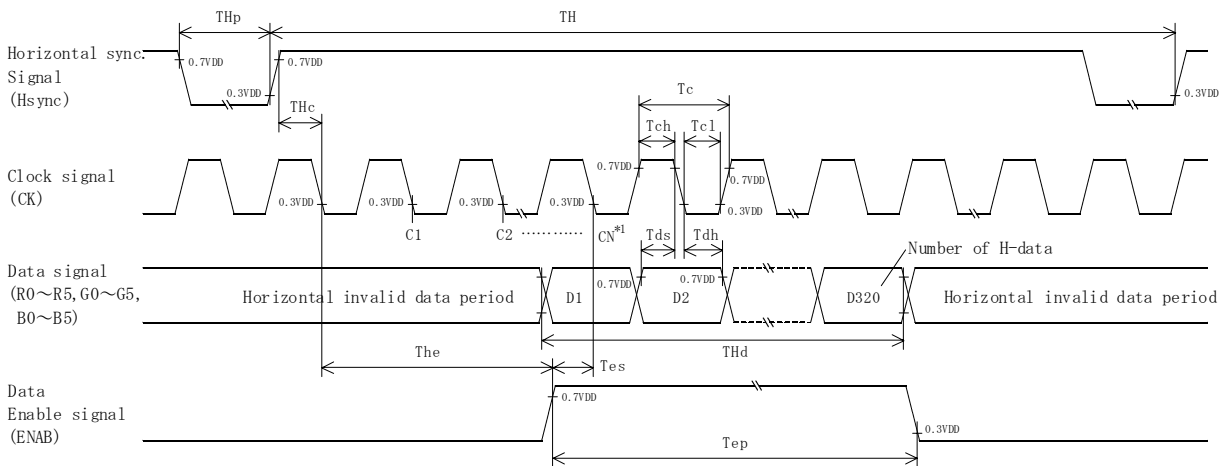 THp
TH
Horizontal sync.
Signal
(Hsync)
0.7VDD
0.3VDD
0.7VDD
THc
0.3VDD
Tc
Tch
Tcl
Clock signal
(CK)
0.3VDD
0.3VDD
0.3VDD
0.3VDD
0.7VDD
0.7VDD
0.3VDD
C1
C2
…………
CN*1
Tds
Tdh
Number of H-data
Data signal
(R0～R5,G0～G5,
B0～B5)
Horizontal invalid data period
D1
0.7VDD
D2
0.7VDD
D320
Horizontal invalid data period
The
Tes
THd
Data
Enable signal
(ENAB)
0.7VDD
0.3VDD
Tep